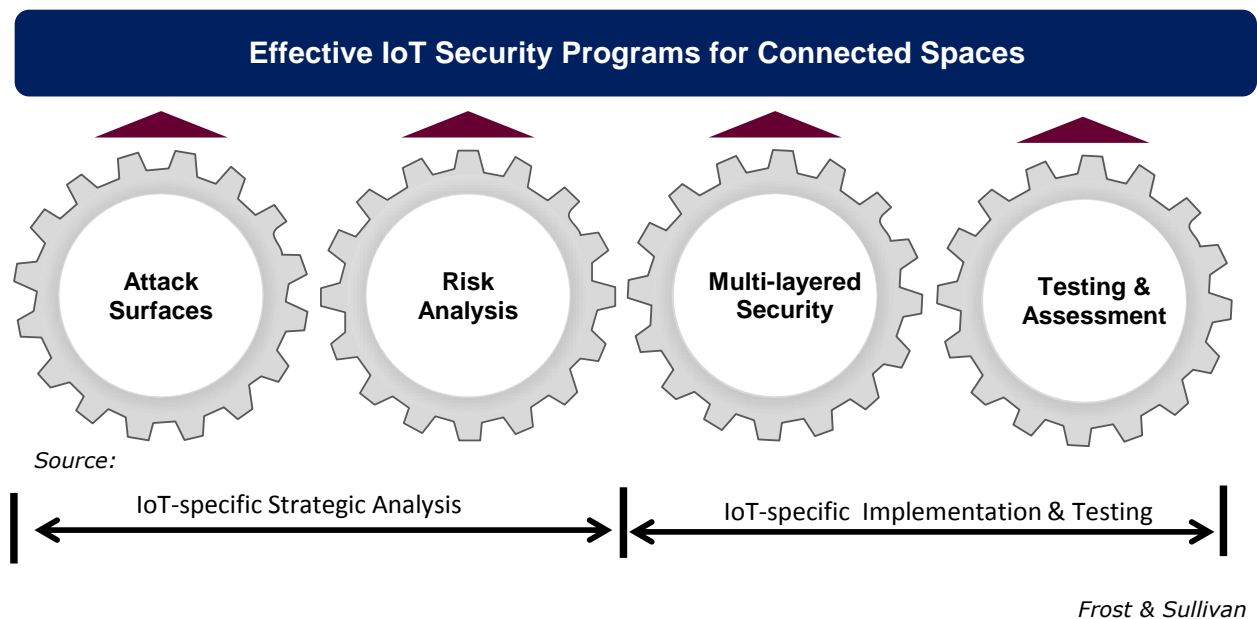 Effective IoT Security Programs for Connected Spaces
Attack
Surfaces
Risk
Analysis
Multi-layered
Security
Testing &
Assessment
Source:
IoT-specific Strategic Analysis
IoT-specific Implementation & Testing
Frost & Sullivan